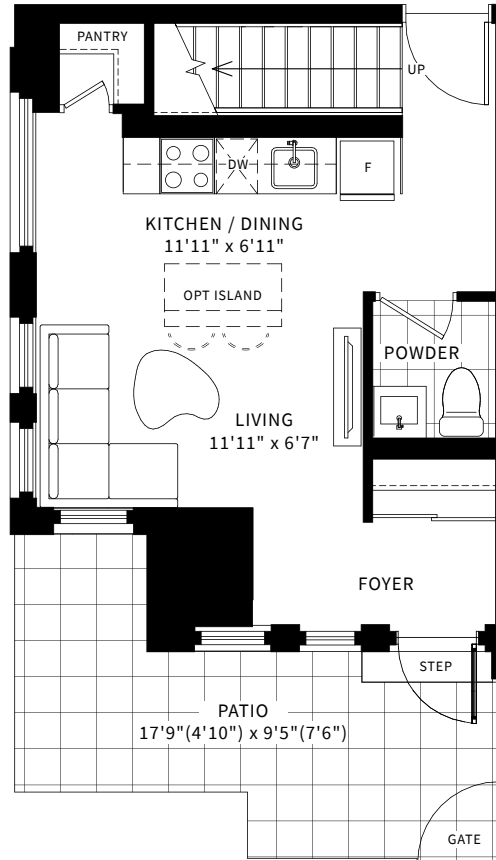 PANTRY
UP
DW
F
KITCHEN / DINING
11'11" x 6'11"
OPT ISLAND
POWDER
LIVING
11'11" x 6'7"
FOYER
STEP
PATIO
17'9"(4'10") x 9'5"(7'6")
GATE